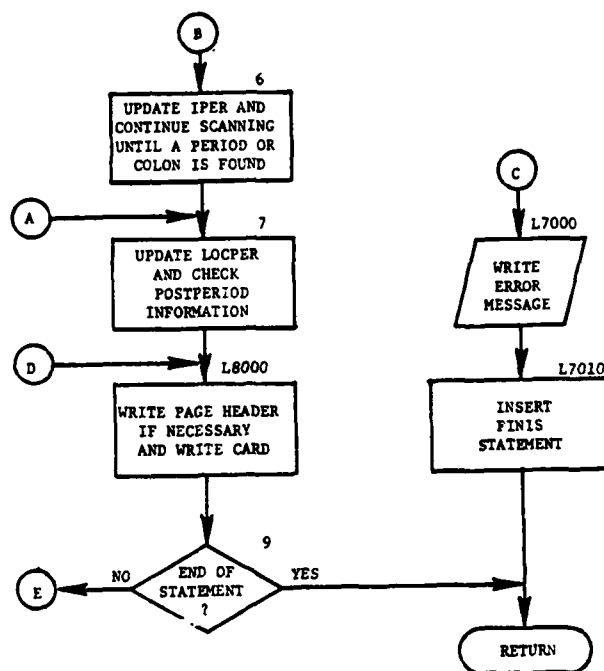 B
6
UPDATE IPER AND
CONTINUE SCANNING
UNTIL A PERIOD OR
COLON IS FOUND
A
7
UPDATE LOCPER
AND CHECK
POSTPERIOD
INFORMATION
D
L8000
WRITE PAGE HEADER
IF NECESSARY
AND WRITE CARD
9
END OF
STATEMENT
?
NO
YES
E
C
L7000
WRITE
ERROR
MESSAGE
L7010
INSERT
FINIS
STATEMENT
RETURN